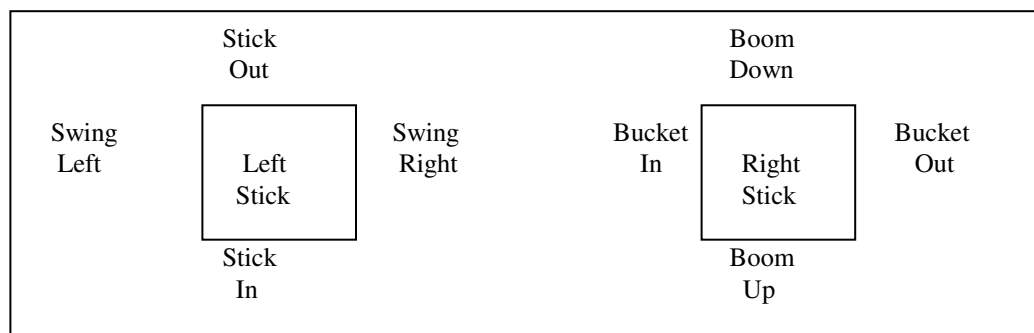 Stick
Out
Boom
Down
Swing
Left
Left
Stick
Swing
Right
Bucket
In
Right
Stick
Bucket
Out
Stick
In
Boom
Up